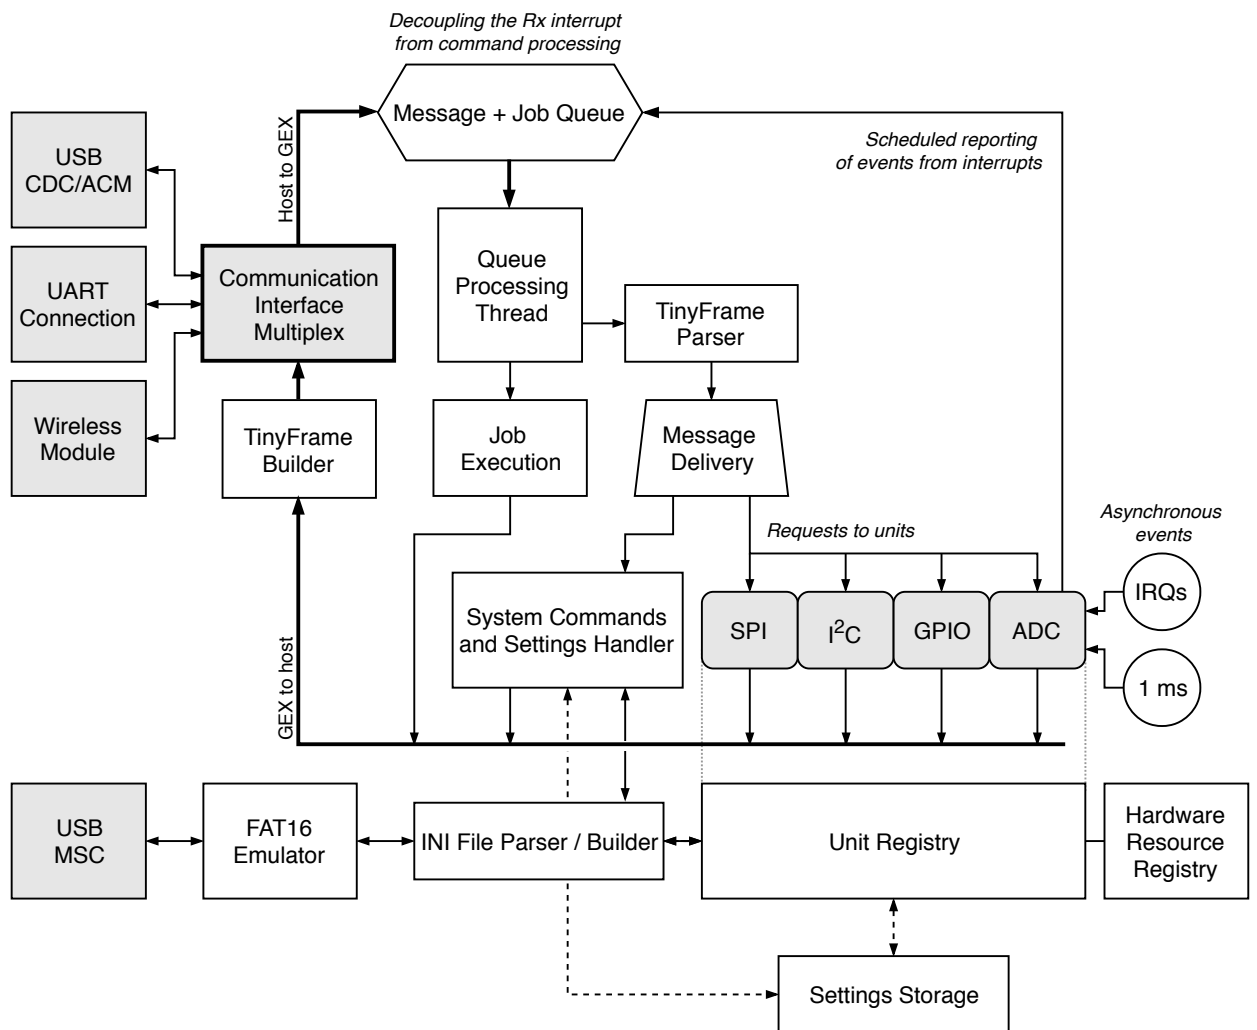 Decoupling the Rx interrupt
from command processing
Message + Job Queue
Scheduled reporting
of events from interrupts
Host to GEX
USB
CDC/ACM
UART
Connection
Wireless
Module
Communication
Interface
Multiplex
Queue
Processing
Thread
TinyFrame
Parser
TinyFrame
Builder
Job
Execution
Message
Delivery
Requests to units
Asynchronous
events
IRQs
1 ms
System Commands
and Settings Handler
SPI
I²C
GPIO
ADC
GEX to host
USB
MSC
FAT16
Emulator
INI File Parser / Builder
Unit Registry
Hardware
Resource
Registry
Settings Storage